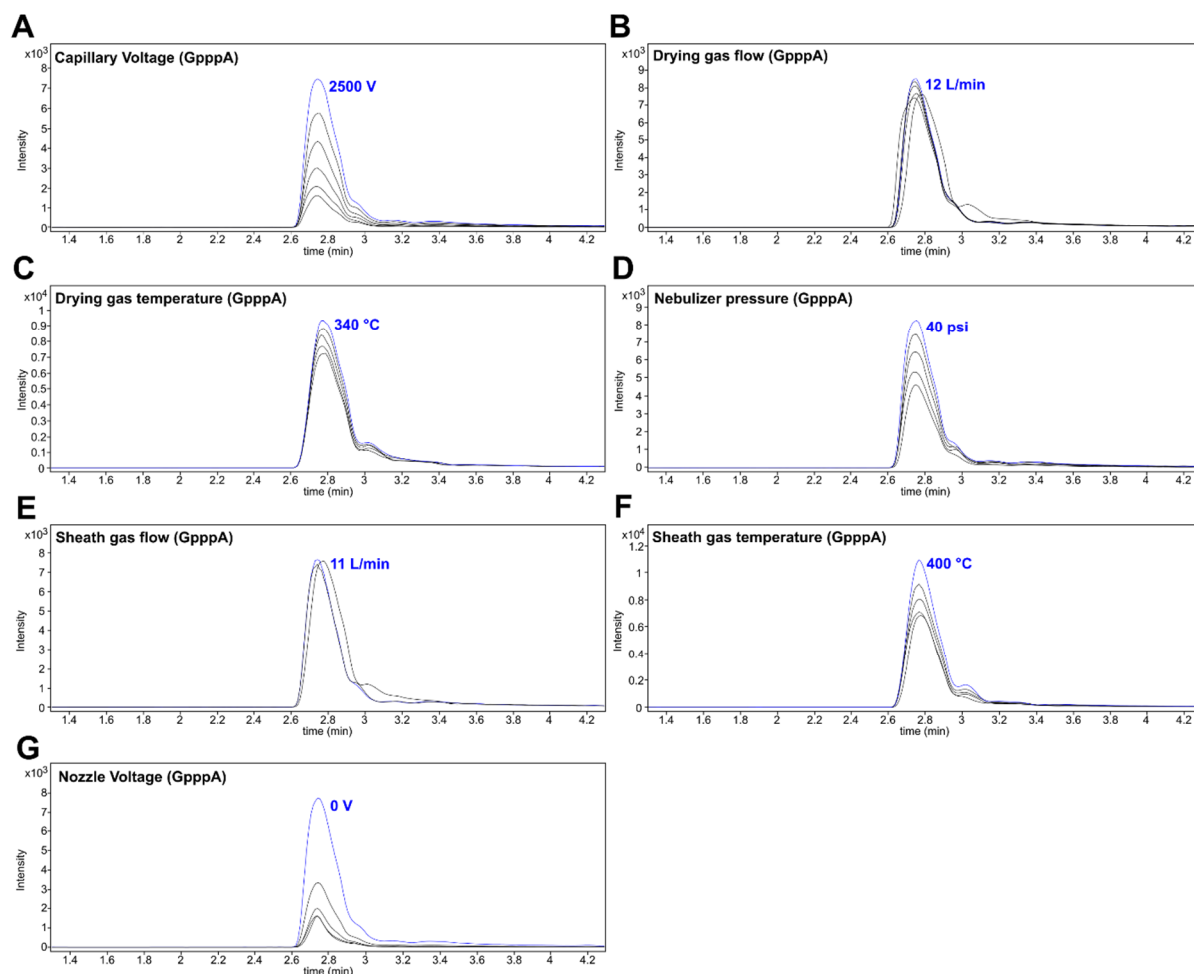 A
x10³
Capillary Voltage (GpppA)
2500 V
8
7
6
5
4
3
2
1
0
Intensity
1.4 1.6 1.8 2 2.2 2.4 2.6 2.8 3 3.2 3.4 3.6 3.8 4 4.2
time (min)
B
x10³
Drying gas flow (GpppA)
12 L/min
9
8
7
6
5
4
3
2
1
0
Intensity
1.4 1.6 1.8 2 2.2 2.4 2.6 2.8 3 3.2 3.4 3.6 3.8 4 4.2
time (min)
C
x10⁴
Drying gas temperature (GpppA)
340 °C
1
0.9
0.8
0.7
0.6
0.5
0.4
0.3
0.2
0.1
0
Intensity
1.4 1.6 1.8 2 2.2 2.4 2.6 2.8 3 3.2 3.4 3.6 3.8 4 4.2
time (min)
D
x10³
Nebulizer pressure (GpppA)
40 psi
9
8
7
6
5
4
3
2
1
0
Intensity
1.4 1.6 1.8 2 2.2 2.4 2.6 2.8 3 3.2 3.4 3.6 3.8 4 4.2
time (min)
E
x10³
Sheath gas flow (GpppA)
11 L/min
9
8
7
6
5
4
3
2
1
0
Intensity
1.4 1.6 1.8 2 2.2 2.4 2.6 2.8 3 3.2 3.4 3.6 3.8 4 4.2
time (min)
F
x10⁴
Sheath gas temperature (GpppA)
400 °C
1.2
1
0.8
0.6
0.4
0.2
0
Intensity
1.4 1.6 1.8 2 2.2 2.4 2.6 2.8 3 3.2 3.4 3.6 3.8 4 4.2
time (min)
G
x10³
Nozzle Voltage (GpppA)
0 V
8
7
6
5
4
3
2
1
0
Intensity
1.4 1.6 1.8 2 2.2 2.4 2.6 2.8 3 3.2 3.4 3.6 3.8 4 4.2
time (min)